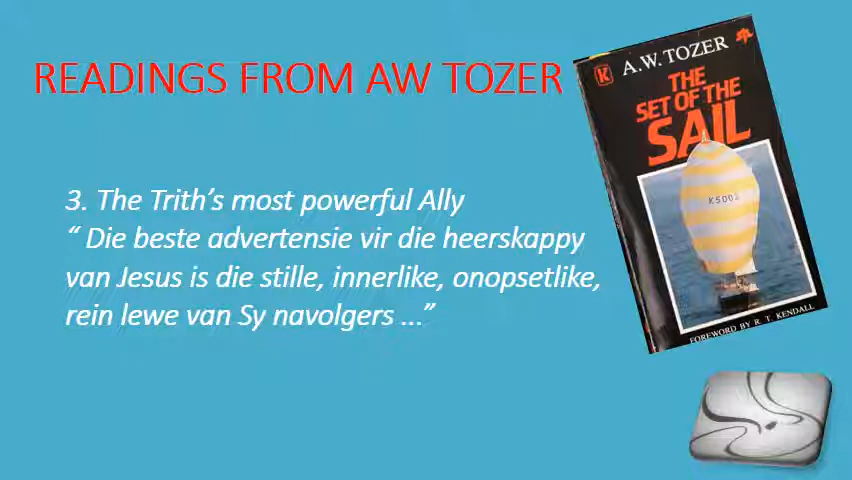 READINGS FROM AW TOZER
3. The Trith's most powerful Ally
“ Die beste advertensie vir die heerskappy
van Jesus is die stille, innerlike, onopsetlike,
rein lewe van Sy navolgers ...”
K
A.W. TOZER
THE
SET OF THE
SAIL
FOREWORD BY R. T. KENDALL